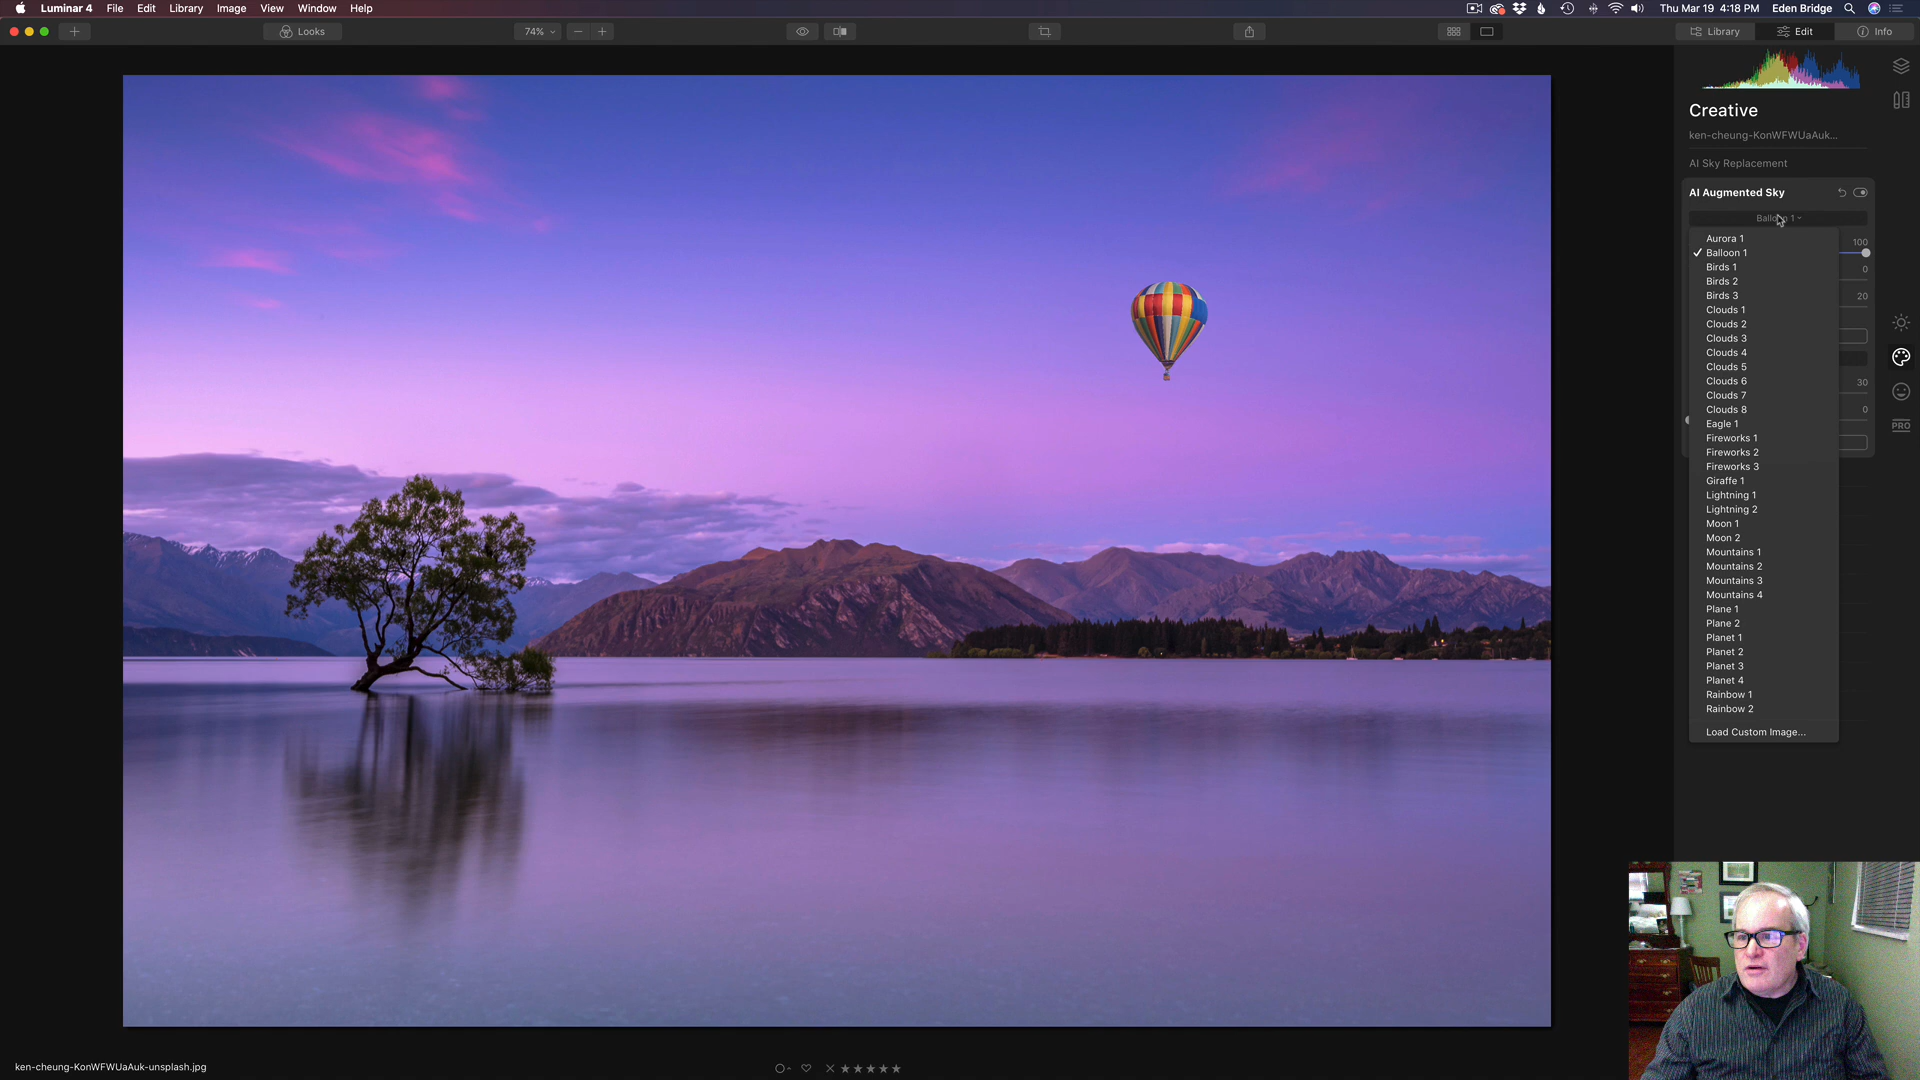 Luminar 4 File Edit Library Image View Window Help
Thu Mar 19 4:18 PM Eden Bridge
Looks
74%
Library
Edit
Info
Creative
ken-cheung-KonWFWUaAuk...
AI Sky Replacement
AI Augmented Sky
Balloon 1
100
0
20
30
0
Aurora 1
✓ Balloon 1
Birds 1
Birds 2
Birds 3
Clouds 1
Clouds 2
Clouds 3
Clouds 4
Clouds 5
Clouds 6
Clouds 7
Clouds 8
Eagle 1
Fireworks 1
Fireworks 2
Fireworks 3
Giraffe 1
Lightning 1
Lightning 2
Moon 1
Moon 2
Mountains 1
Mountains 2
Mountains 3
Mountains 4
Plane 1
Plane 2
Planet 1
Planet 2
Planet 3
Planet 4
Rainbow 1
Rainbow 2
Load Custom Image...
PRO
ken-cheung-KonWFWUaAuk-unsplash.jpg